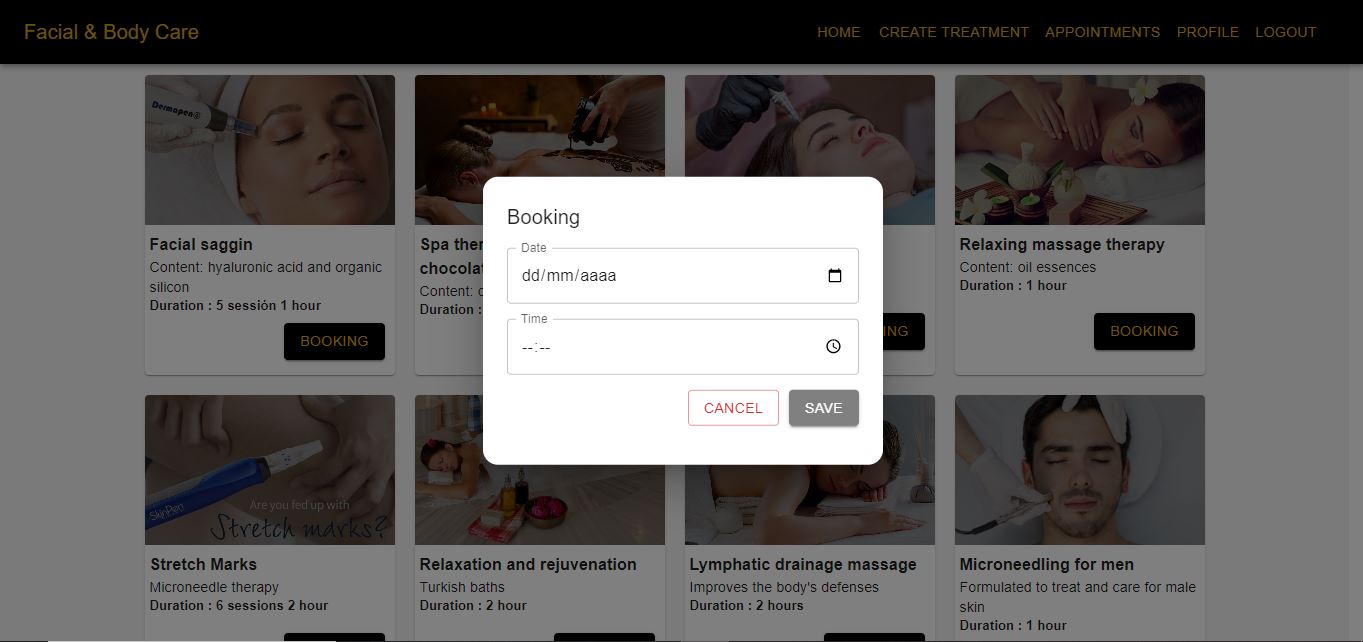 Facial & Body Care
HOME
CREATE TREATMENT
APPOINTMENTS
PROFILE
LOGOUT
Dermapen®
Facial saggin
Content: hyaluronic acid and organic
silicon
Duration : 5 sessión 1 hour
BOOKING
Spa ther
chocolat
Content: c
Duration :
NG
Relaxing massage therapy
Content: oil essences
Duration : 1 hour
BOOKING
Booking
Date
dd/mm/aaaa
Time
--:--
CANCEL
SAVE
SkinPen
Are you fed up with
Stretch marks?
Stretch Marks
Microneedle therapy
Duration : 6 sessions 2 hour
Relaxation and rejuvenation
Turkish baths
Duration : 2 hour
Lymphatic drainage massage
Improves the body's defenses
Duration : 2 hours
Microneedling for men
Formulated to treat and care for male
skin
Duration : 1 hour